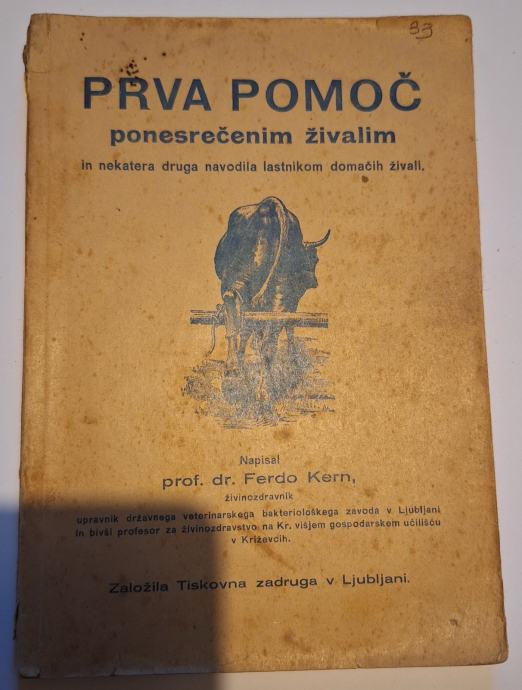 83
PRVA POMOČ
ponesrečenim živalim
in nekatera druga navodila lastnikom domačih živali.
Napisal
prof. dr. Ferdo Kern,
živinozdravnik
upravnik državnega veterinarskega bakteriološkega zavoda v Ljubljani
in bivši profesor za živinozdravstvo na Kr. višjem gospodarskem učilišču
v Križevcih.
Založila Tiskovna zadruga v Ljubljani.